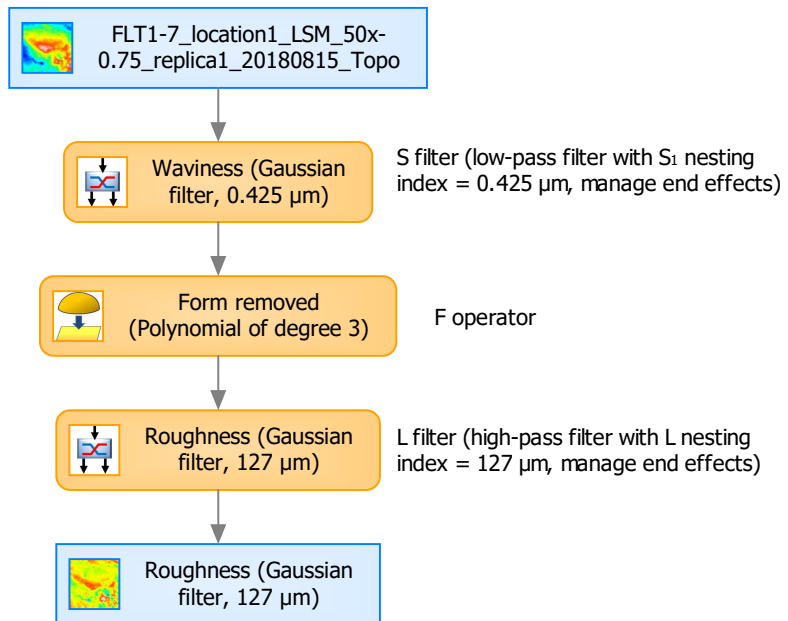 FLT1-7_location1_LSM_50x-
0.75_replica1_20180815_Topo
Waviness (Gaussian
filter, 0.425 µm)
S filter (low-pass filter with S₁ nesting
index = 0.425 µm, manage end effects)
Form removed
(Polynomial of degree 3)
F operator
Roughness (Gaussian
filter, 127 µm)
L filter (high-pass filter with L nesting
index = 127 µm, manage end effects)
Roughness (Gaussian
filter, 127 µm)